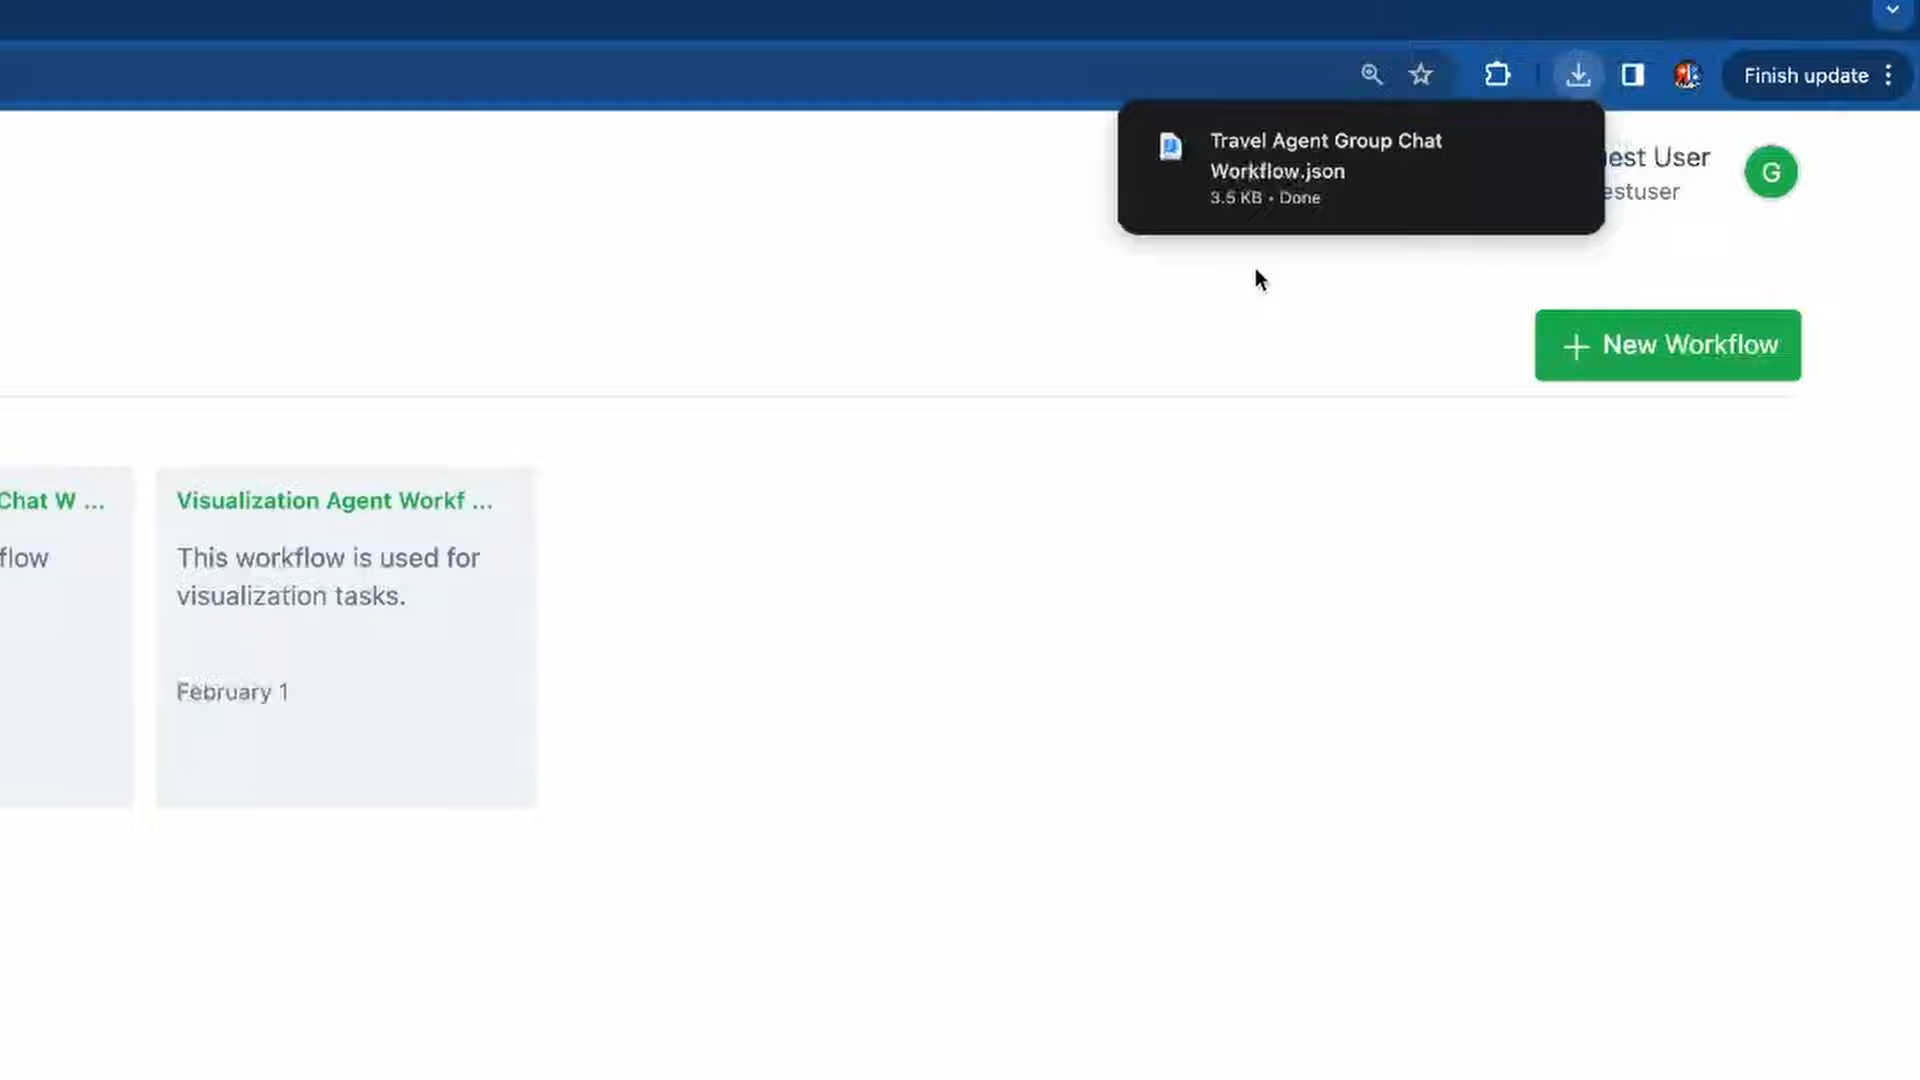 Finish update
Travel Agent Group Chat
Workflow.json
3.5 KB • Done
est User
estuser
G
+ New Workflow
Chat W ...
flow
Visualization Agent Workf ...
This workflow is used for
visualization tasks.
February 1